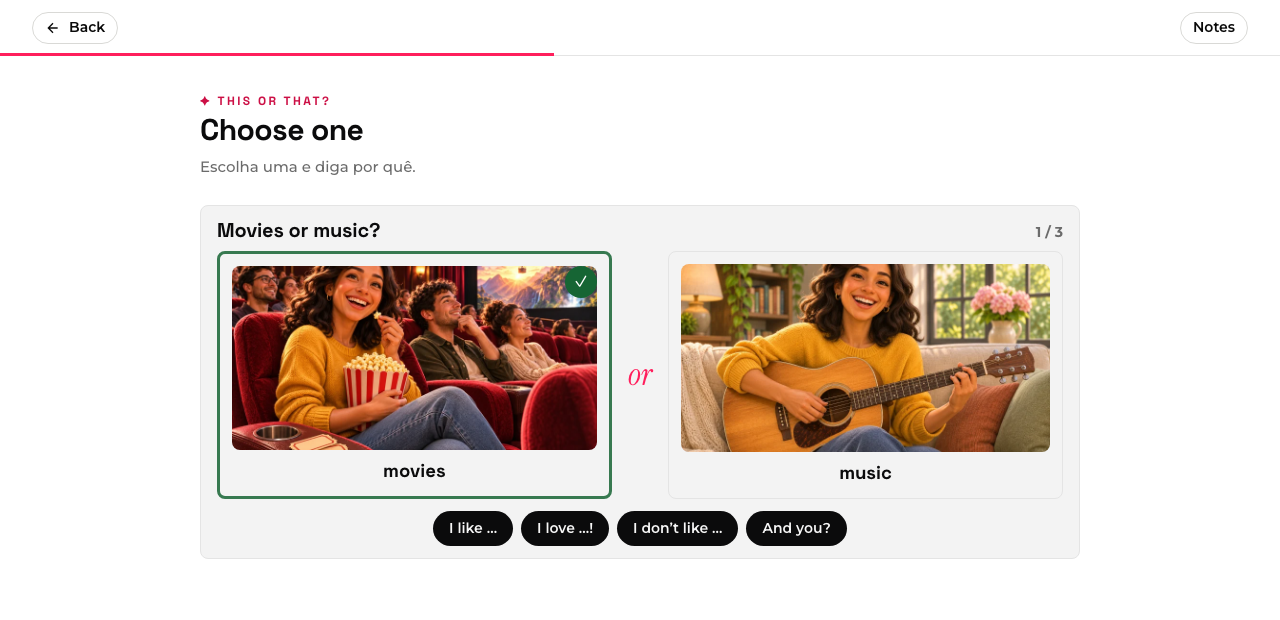 Back
Notes
THIS OR THAT?
Choose one
Escolha uma e diga por quê.
Movies or music?
1 / 3
or
movies
music
I like ...
I love ...!
I don’t like ...
And you?